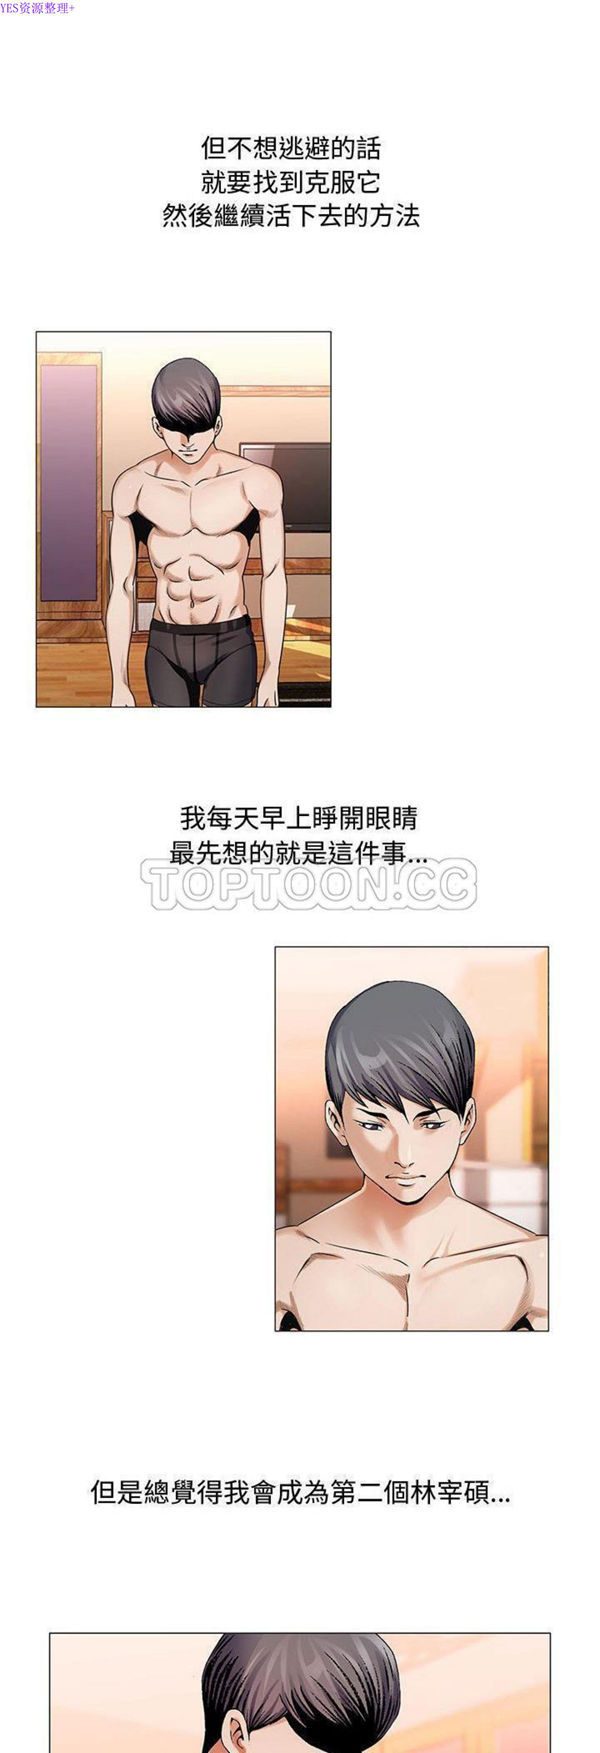 YES资源整理+
但不想逃避的話
就要找到克服它
然後繼續活下去的方法
我每天早上睜開眼睛
最先想的就是這件事...
TOPTOON.CC
但是總覺得我會成為第二個林宰碩...